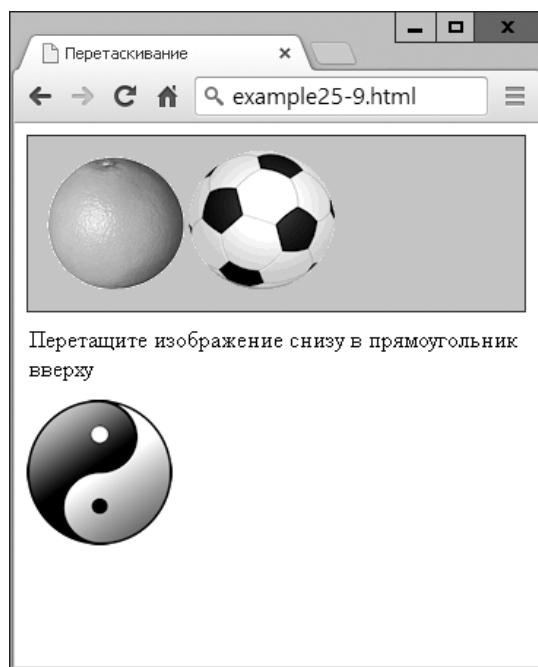 Перетаскивание
example25-9.html
Перетащите изображение снизу в прямоугольник
вверху